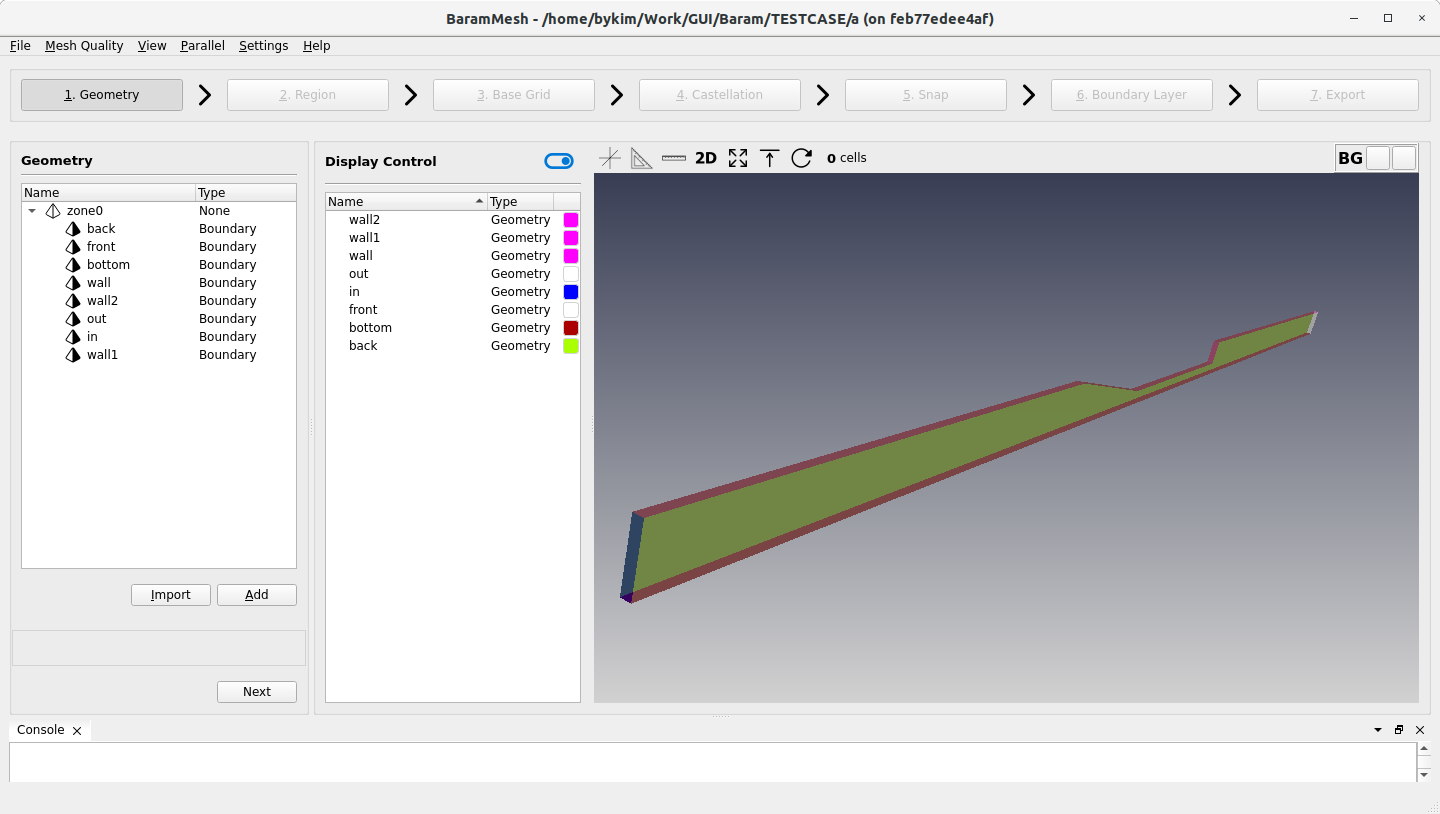 BaramMesh - /home/bykim/Work/GUI/Baram/TESTCASE/a (on feb77edee4af)
File Mesh Quality View Parallel Settings Help
1. Geometry 2. Region 3. Base Grid 4. Castellation 5. Snap 6. Boundary Layer 7. Export
Geometry
Name Type
zone0 None
back Boundary
front Boundary
bottom Boundary
wall Boundary
wall2 Boundary
out Boundary
in Boundary
wall1 Boundary
Import Add
Next
Display Control
Name Type
wall2 Geometry
wall1 Geometry
wall Geometry
out Geometry
in Geometry
front Geometry
bottom Geometry
back Geometry
2D 0 cells BG
Console